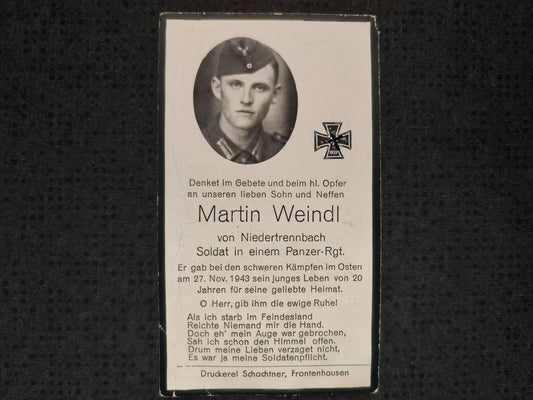 Denket im Gebete und beim hl. Opfer
an unseren lieben Sohn und Neffen
Martin Weindl
von Niedertrennbach
Soldat in einem Panzer-Rgt.
Er gab bei den schweren Kämpfen im Osten
am 27. Nov. 1943 sein junges Leben von 20
Jahren für seine geliebte Heimat.
O Herr, gib ihm die ewige Ruhe!
Als ich starb im Feindesland
Reichte Niemand mir die Hand.
Doch eh' mein Auge war gebrochen,
Sah ich schon den Himmel offen.
Drum meine Lieben verzaget nicht,
Es war ja meine Soldatenpflicht.
Druckerei Schachtner, Frontenhausen